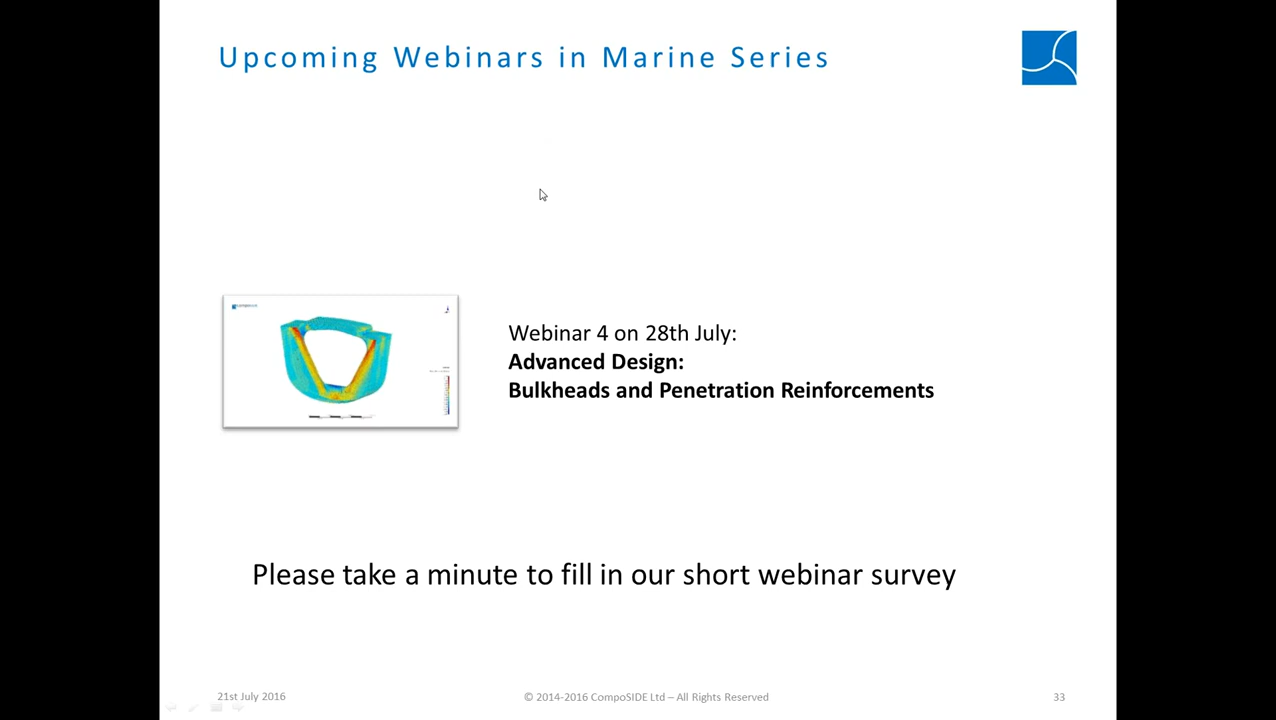 Upcoming Webinars in Marine Series
Webinar 4 on 28th July:
Advanced Design:
Bulkheads and Penetration Reinforcements
Please take a minute to fill in our short webinar survey
21st July 2016
© 2014-2016 CompoSIDE Ltd – All Rights Reserved
33